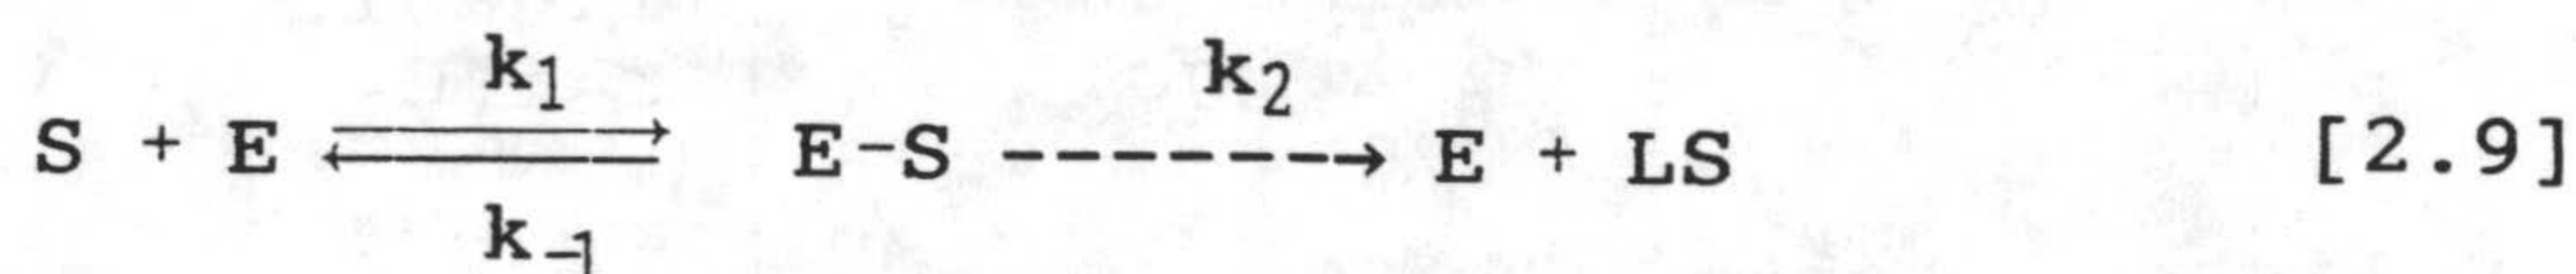 k₁ k₂
S + E ⇌ E-S -------→ E + LS [2.9]
k₋₁